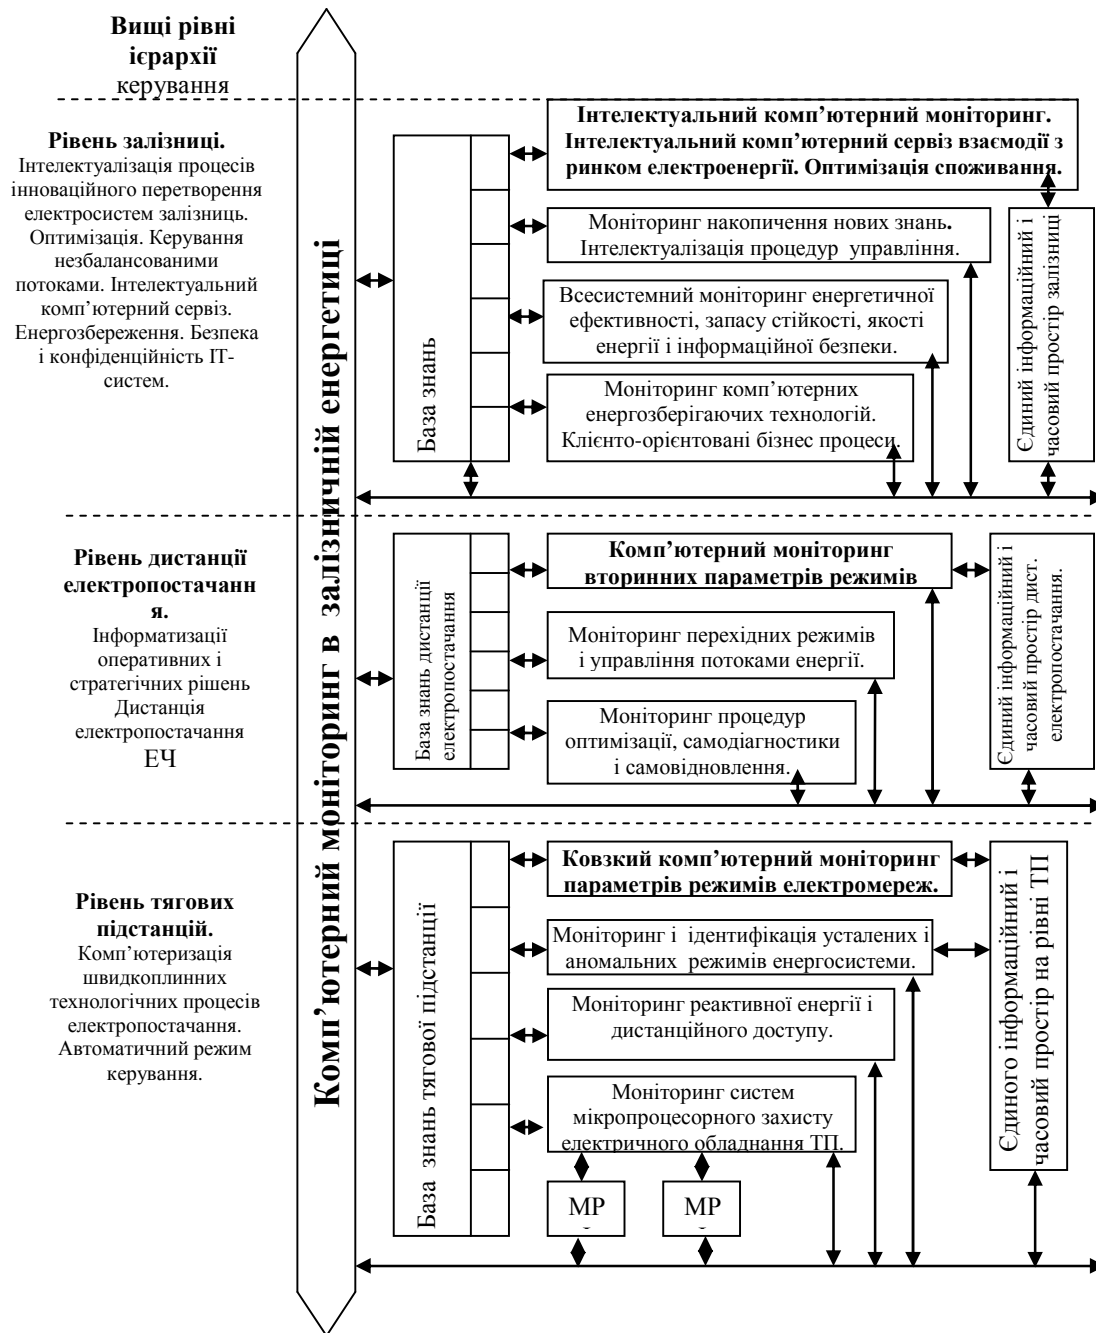 Вищі рівні
ієрархії
керування
Рівень залізниці.
Інтелектуалізація процесів
інноваційного перетворення
електросистем залізниць.
Оптимізація. Керування
незбалансованими
потоками. Інтелектуальний
комп’ютерний сервіз.
Енергозбереження. Безпека
і конфіденційність ІТ-
систем.
Комп’ютерний моніторинг в залізничній енергетиці
База знань
Інтелектуальний комп’ютерний моніторинг.
Інтелектуальний комп’ютерний сервіз взаємодії з
ринком електроенергії. Оптимізація споживання.
Моніторинг накопичення нових знань.
Інтелектуалізація процедур управління.
Всесистемний моніторинг енергетичної
ефективності, запасу стійкості, якості
енергії і інформаційної безпеки.
Моніторинг комп’ютерних
енергозберігаючих технологій.
Клієнто-орієнтовані бізнес процеси.
Єдиний інформаційний і
часовий простір залізниці
Рівень дистанції
електропостачанн
я.
Інформатизації
оперативних і
стратегічних рішень
Дистанція
електропостачання
ЕЧ
База знань дистанції
електропостачання
Комп’ютерний моніторинг
вторинних параметрів режимів
Моніторинг перехідних режимів
і управління потоками енергії.
Моніторинг процедур
оптимізації, самодіагностики
і самовідновлення.
Єдиний інформаційний і
часовий простір дист.
електропостачання.
Рівень тягових
підстанцій.
Комп’ютеризація
швидкоплинних
технологічних процесів
електропостачання.
Автоматичний режим
керування.
База знань тягової підстанції
Ковзкий комп’ютерний моніторинг
параметрів режимів електромереж.
Моніторинг і ідентифікація усталених і
аномальних режимів енергосистеми.
Моніторинг реактивної енергії і
дистанційного доступу.
Моніторинг систем
мікропроцесорного захисту
електричного обладнання ТП.
МР
МР
Єдиного інформаційний і
часовий простір на рівні ТП